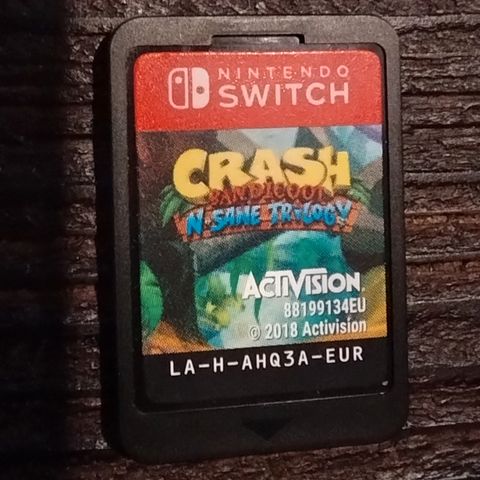 NINTENDO
SWITCH
CRASH
BANDICOOT
N. SANE TRILOGY
ACTIVISION.
88199134EU
© 2018 Activision
LA-H-AHQ3A-EUR